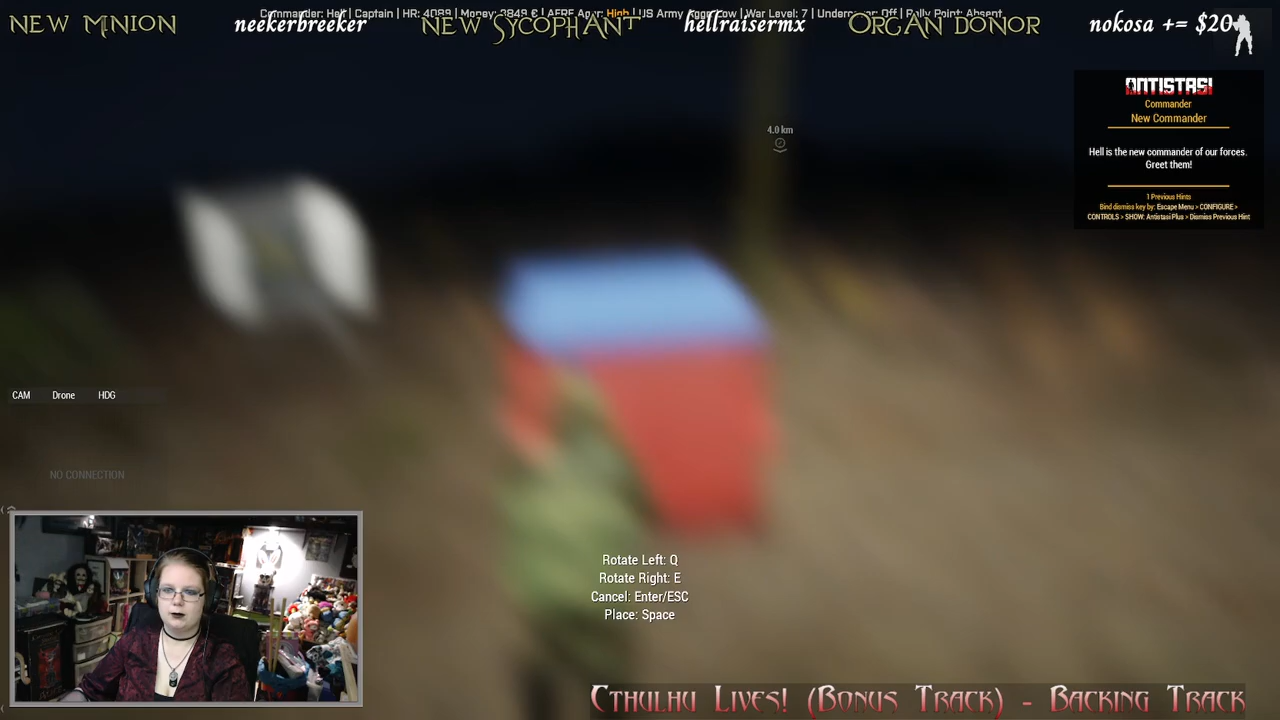 Commander: Hell | Captain | HR: 4089 | Money: 3849 € | AFRF Aggr: High | US Army Aggr: Low | War Level: 7 | Undercover: Off | Rally Point: Absent
New Minion neekerbreeker New Sycophant hellraisermx Organ Donor nokosa += $20
ANTISTASI
Commander
New Commander
Hell is the new commander of our forces.
Greet them!
1 Previous Hints
Bind dismiss key by: Escape Menu > CONFIGURE >
CONTROLS > SHOW: Antistasi Plus > Dismiss Previous Hint
4.0 km
CAM Drone HDG
NO CONNECTION
Rotate Left: Q
Rotate Right: E
Cancel: Enter/ESC
Place: Space
Cthulhu Lives! (Bonus Track) - Backing Track